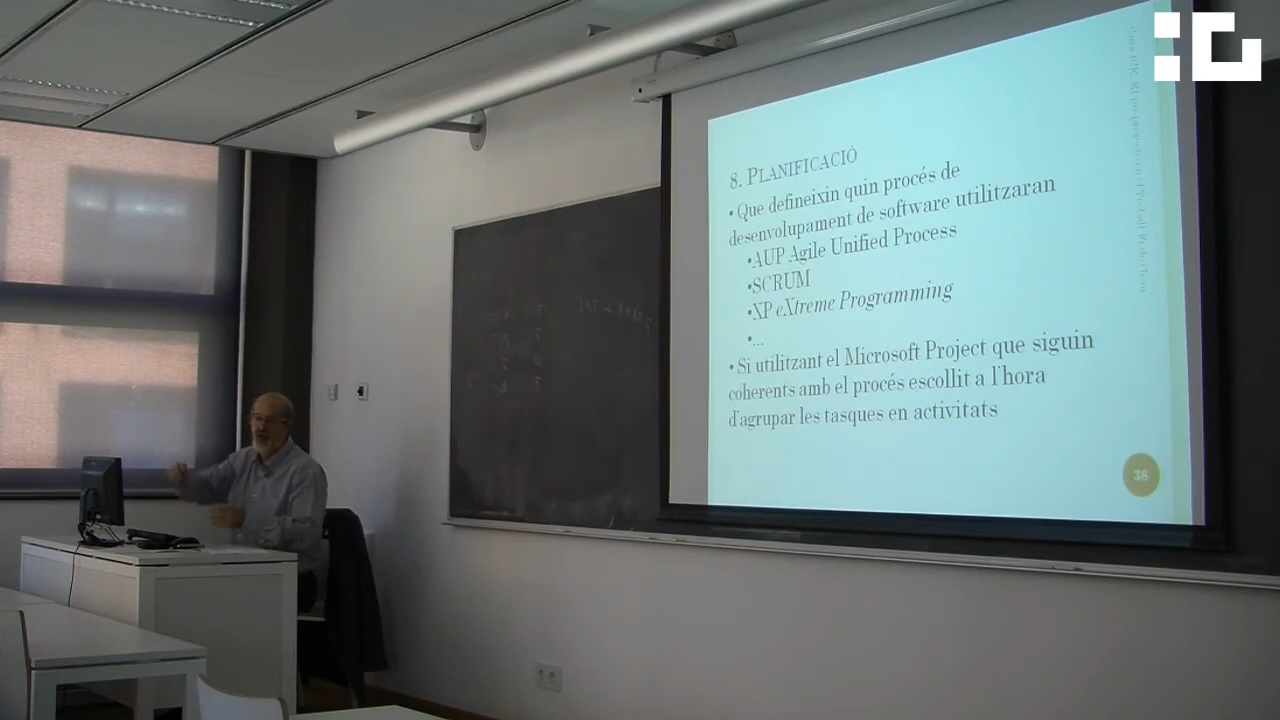 8. PLANIFICACIÓ
• Que defineixin quin procés de
desenvolupament de software utilitzaran
•AUP Agile Unified Process
•SCRUM
•XP eXtreme Programming
•...
• Si utilitzant el Microsoft Project que siguin
coherents amb el procés escollit a l'hora
d'agrupar les tasques en activitats
38